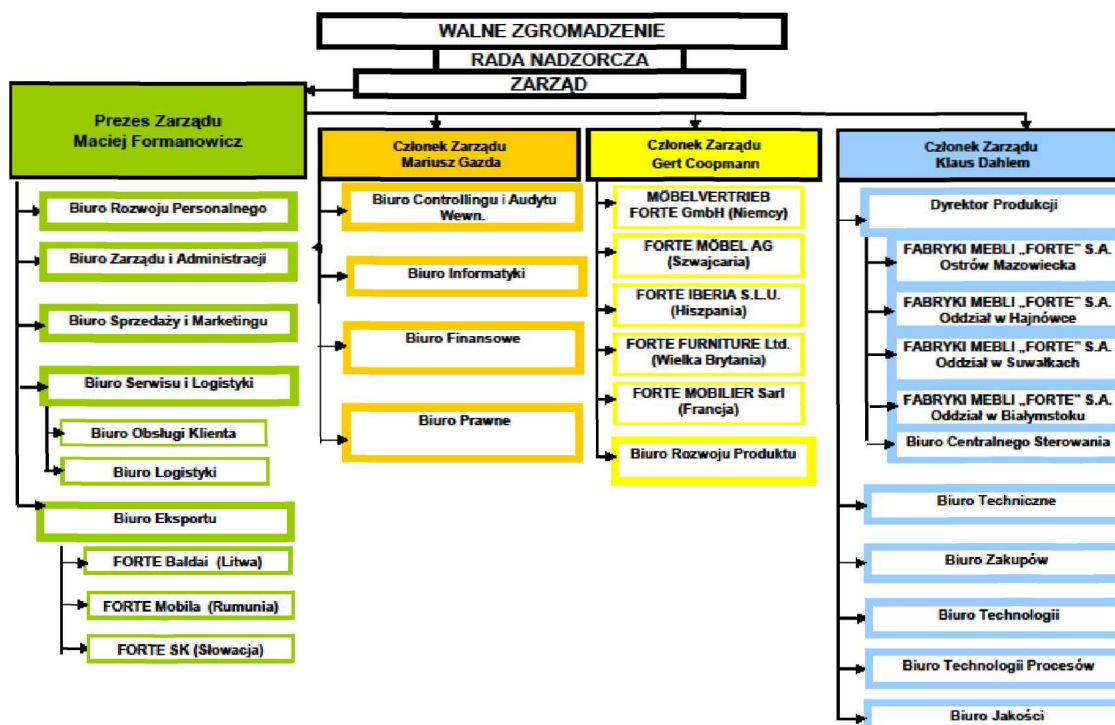 WALNE ZGROMADZENIE
RADA NADZORCZA
ZARZĄD
Prezes Zarządu
Maciej Formanowicz
Biuro Rozwoju Personalnego
Biuro Zarządu i Administracji
Biuro Sprzedaży i Marketingu
Biuro Serwisu i Logistyki
Biuro Obsługi Klienta
Biuro Logistyki
Biuro Eksportu
FORTE Baldai (Litwa)
FORTE Mobila (Rumunia)
FORTE SK (Słowacja)
Członek Zarządu
Mariusz Gazda
Biuro Controllingu i Audytu
Wewn.
Biuro Informatyki
Biuro Finansowe
Biuro Prawne
Członek Zarządu
Gert Coopmann
MÖBELVERTRIEB
FORTE GmbH (Niemcy)
FORTE MÖBEL AG
(Szwajcaria)
FORTE IBERIA S.L.U.
(Hiszpania)
FORTE FURNITURE Ltd.
(Wielka Brytania)
FORTE MOBILIER Sarl
(Francja)
Biuro Rozwoju Produktu
Członek Zarządu
Klaus Dahlem
Dyrektor Produkcji
FABRYKI MEBLI „FORTE” S.A.
Ostrów Mazowiecka
FABRYKI MEBLI „FORTE” S.A.
Oddział w Hajnówce
FABRYKI MEBLI „FORTE” S.A.
Oddział w Suwałkach
FABRYKI MEBLI „FORTE” S.A.
Oddział w Białymstoku
Biuro Centralnego Sterowania
Biuro Techniczne
Biuro Zakupów
Biuro Technologii
Biuro Technologii Procesów
Biuro Jakości